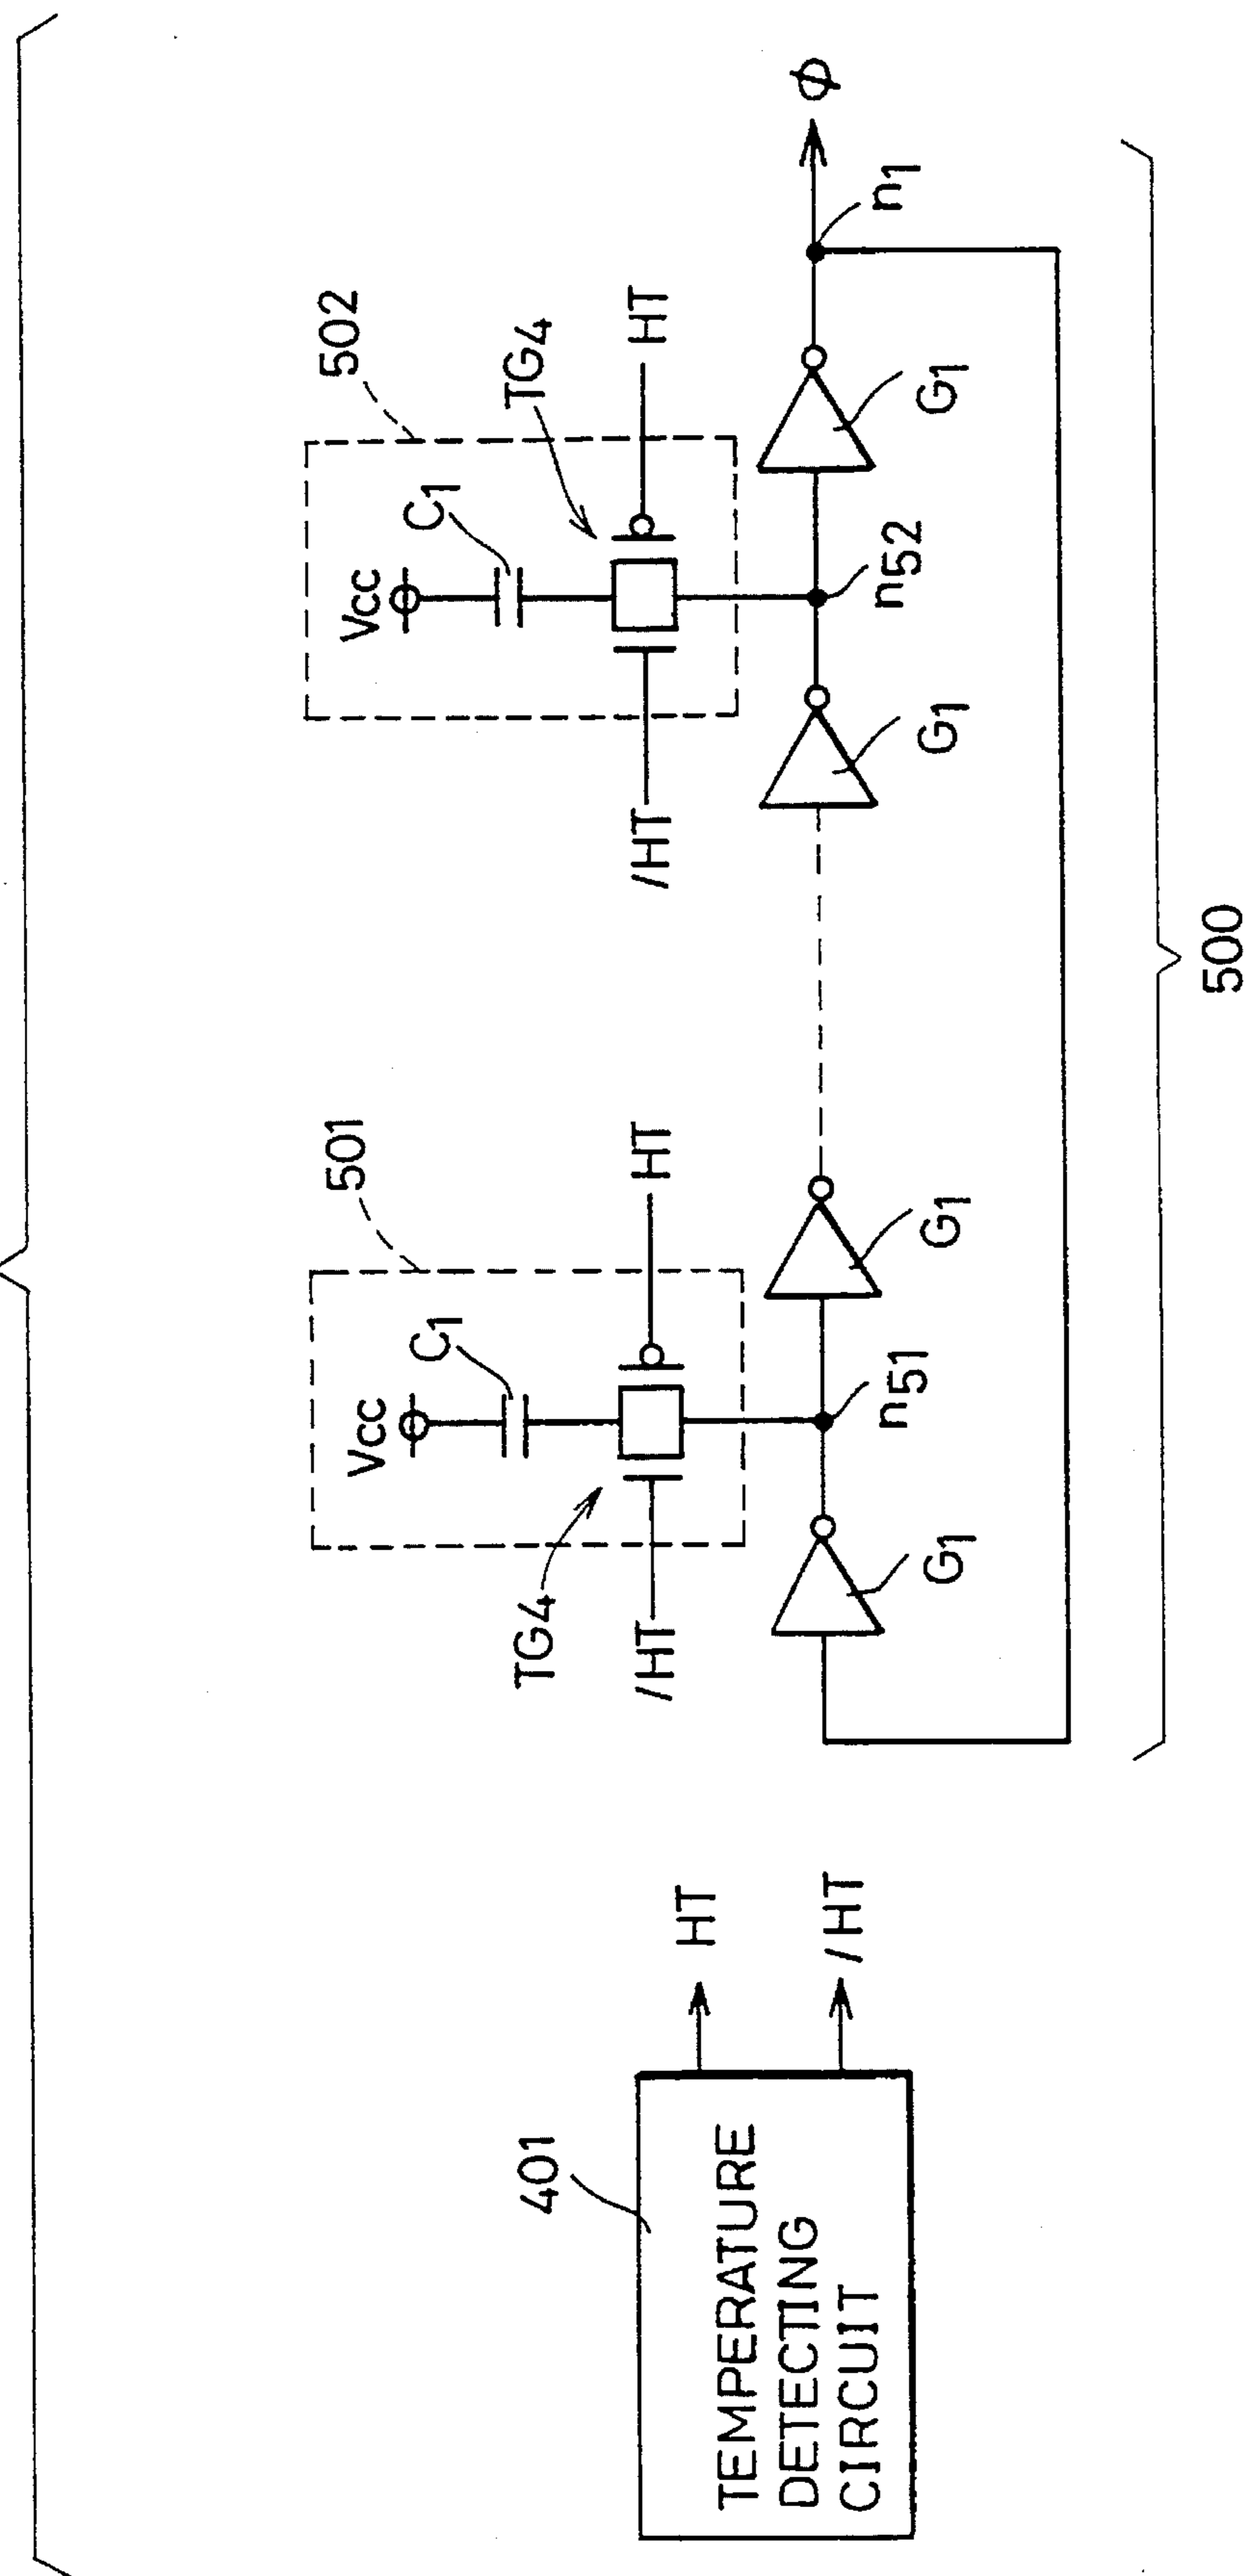 401
TEMPERATURE
DETECTING
CIRCUIT
HT
/HT
501
Vcc
C1
TG4
/HT
HT
n51
G1
G1
502
Vcc
C1
TG4
/HT
HT
n52
G1
G1
n1
Φ
500